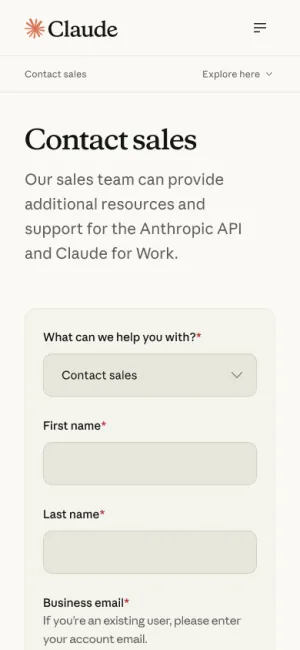 Claude
Contact sales
Explore here
Contact sales
Our sales team can provide
additional resources and
support for the Anthropic API
and Claude for Work.
What can we help you with?*
Contact sales
First name*
Last name*
Business email*
If you're an existing user, please enter
your account email.